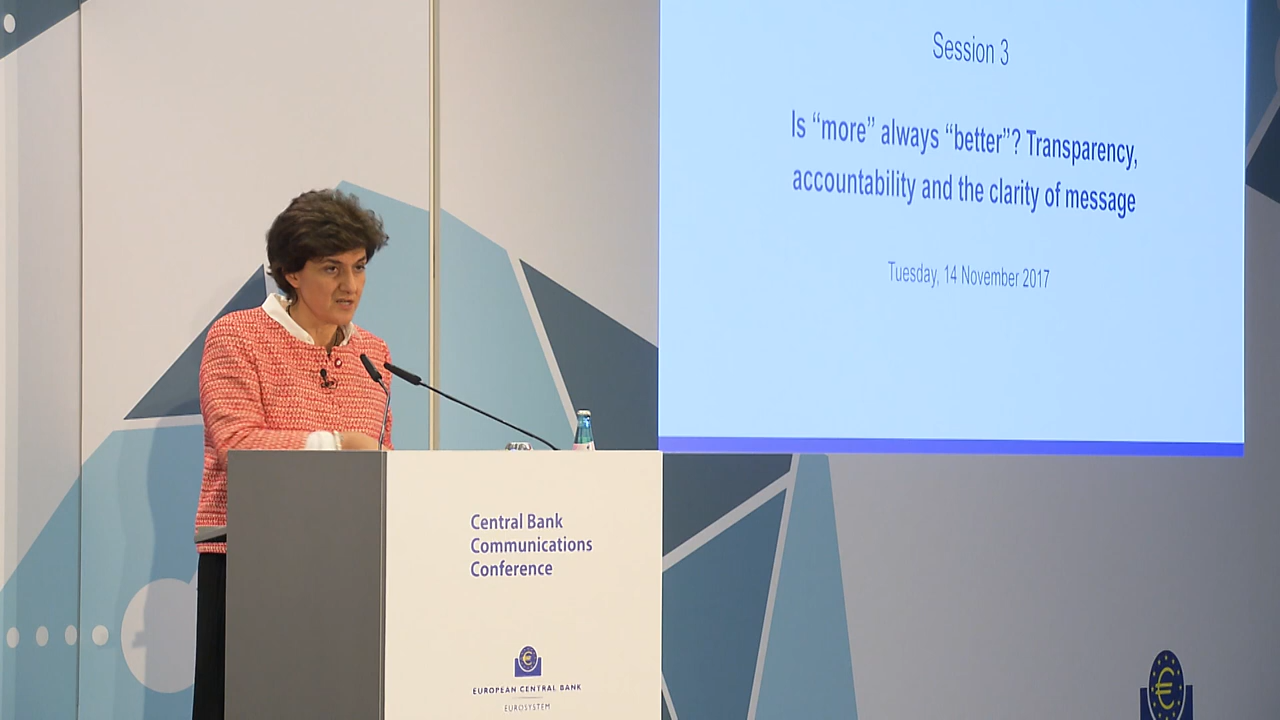 Session 3
Is “more” always “better”? Transparency,
accountability and the clarity of message
Tuesday, 14 November 2017
Central Bank
Communications
Conference
EUROPEAN CENTRAL BANK
EUROSYSTEM